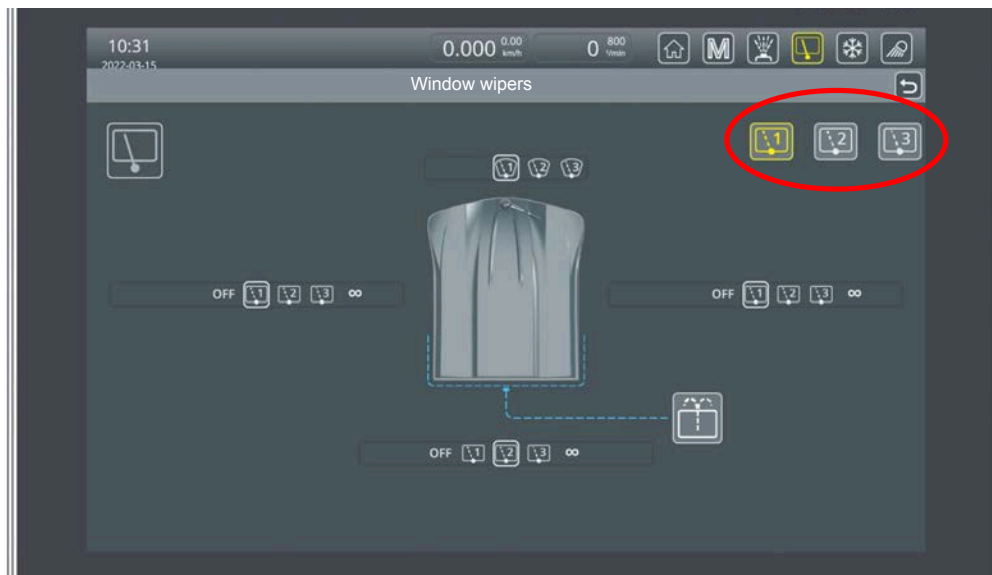 10:31
2022-03-15
0.000 0.00 km/h
0 800 1/min
M
Window wipers
1 2 3
1 2 3
OFF 1 2 3 ∞
OFF 1 2 3 ∞
OFF 1 2 3 ∞